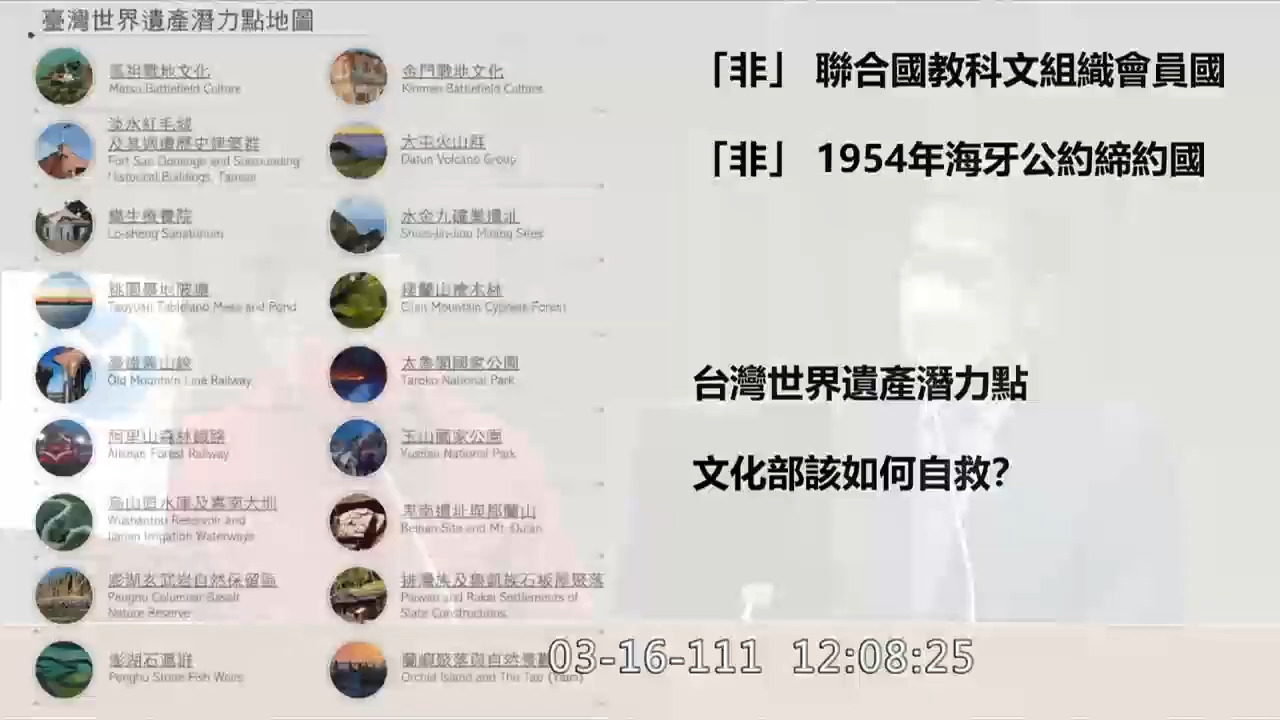 臺灣世界遺產潛力點地圖
馬祖戰地文化
Matsu Battlefield Culture
淡水紅毛城
及其週遭歷史建築群
Fort San Domingo and Surrounding
Historical Buildings, Tamsui
樂生療養院
Lo-sheng Sanatorium
桃園臺地陂塘
Taoyuan Tableland Mesa and Pond
臺鐵舊山線
Old Mountain Line Railway
阿里山森林鐵路
Alishan Forest Railway
烏山頭水庫及嘉南大圳
Wushantou Reservoir and
Jianan Irrigation Waterways
澎湖玄武岩自然保留區
Penghu Columnar Basalt
Nature Reserve
澎湖石滬群
Penghu Stone Fish Weirs
金門戰地文化
Kinmen Battlefield Culture
大屯火山群
Datun Volcano Group
水金九礦業遺址
Shuei-Jin-Jiou Mining Sites
棲蘭山檜木林
Cilan Mountain Cypress Forest
太魯閣國家公園
Taroko National Park
玉山國家公園
Yushan National Park
卑南遺址與都蘭山
Beinan Site and Mt. Dulan
排灣族及魯凱族石板屋聚落
Paiwan and Rukai Settlements of
Slate Constructions
蘭嶼聚落與自然景觀
Orchid Island and The Tao (Yami)
「非」 聯合國教科文組織會員國
「非」 1954年海牙公約締約國
台灣世界遺產潛力點
文化部該如何自救?
03-16-111 12:08:25